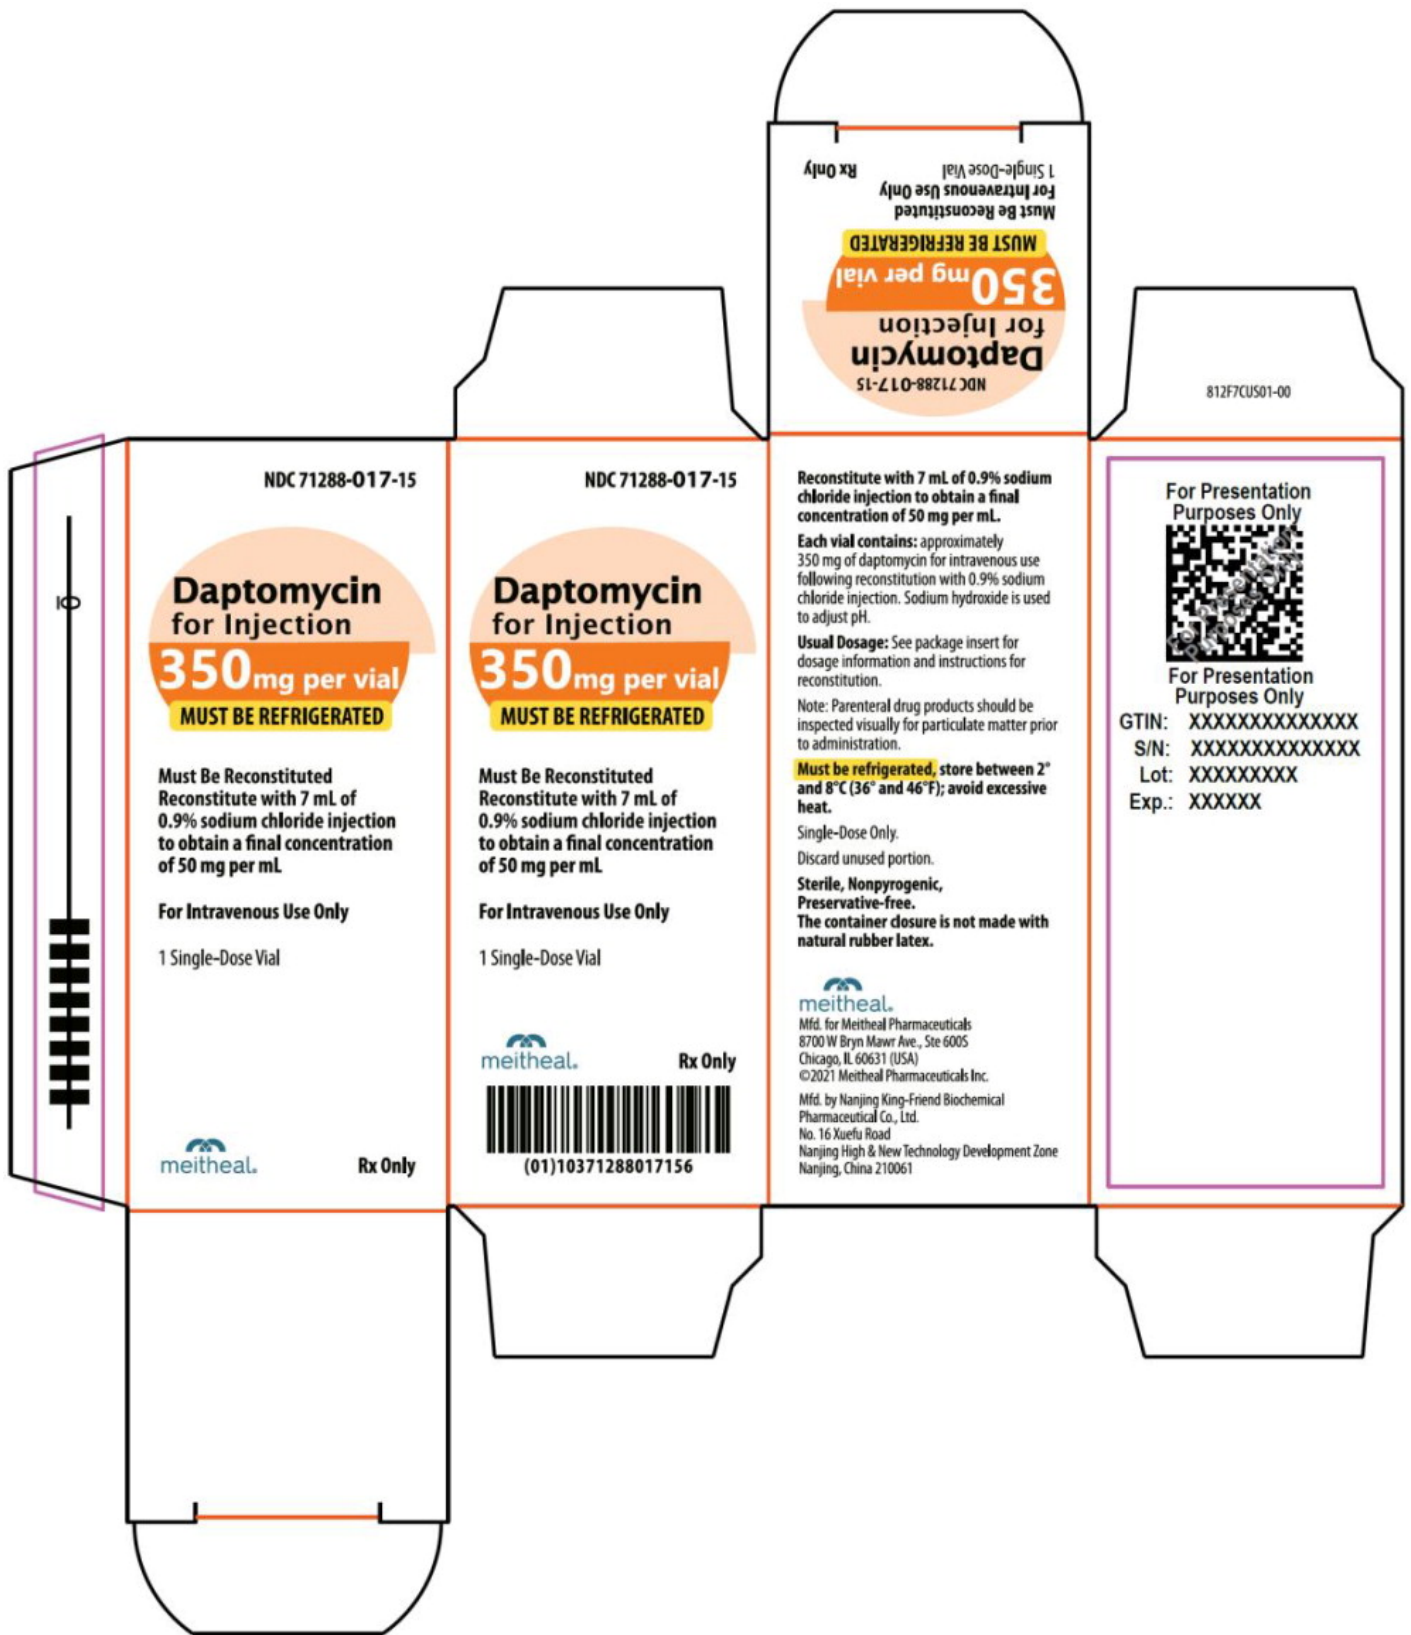 NDC 71288-017-15
Daptomycin
for Injection
350 mg per vial
MUST BE REFRIGERATED
Must Be Reconstituted
For Intravenous Use Only
1 Single-Dose Vial
Rx Only
812F7CUS01-00
NDC 71288-017-15
Daptomycin
for Injection
350 mg per vial
MUST BE REFRIGERATED
Must Be Reconstituted
Reconstitute with 7 mL of
0.9% sodium chloride injection
to obtain a final concentration
of 50 mg per mL
For Intravenous Use Only
1 Single-Dose Vial
meitheal®
Rx Only
NDC 71288-017-15
Daptomycin
for Injection
350 mg per vial
MUST BE REFRIGERATED
Must Be Reconstituted
Reconstitute with 7 mL of
0.9% sodium chloride injection
to obtain a final concentration
of 50 mg per mL
For Intravenous Use Only
1 Single-Dose Vial
meitheal®
Rx Only
(01)10371288017156
Reconstitute with 7 mL of 0.9% sodium
chloride injection to obtain a final
concentration of 50 mg per mL.
Each vial contains: approximately
350 mg of daptomycin for intravenous use
following reconstitution with 0.9% sodium
chloride injection. Sodium hydroxide is used
to adjust pH.
Usual Dosage: See package insert for
dosage information and instructions for
reconstitution.
Note: Parenteral drug products should be
inspected visually for particulate matter prior
to administration.
Must be refrigerated, store between 2°
and 8°C (36° and 46°F); avoid excessive
heat.
Single-Dose Only.
Discard unused portion.
Sterile, Nonpyrogenic,
Preservative-free.
The container closure is not made with
natural rubber latex.
meitheal®
Mfd. for Meitheal Pharmaceuticals
8700 W Bryn Mawr Ave., Ste 600S
Chicago, IL 60631 (USA)
©2021 Meitheal Pharmaceuticals Inc.
Mfd. by Nanjing King-Friend Biochemical
Pharmaceutical Co., Ltd.
No. 16 Xuefu Road
Nanjing High & New Technology Development Zone
Nanjing, China 210061
For Presentation
Purposes Only
For Presentation
Purposes Only
For Presentation
Purposes Only
GTIN: XXXXXXXXXXXXXX
S/N: XXXXXXXXXXXXXX
Lot: XXXXXXXXX
Exp.: XXXXXX